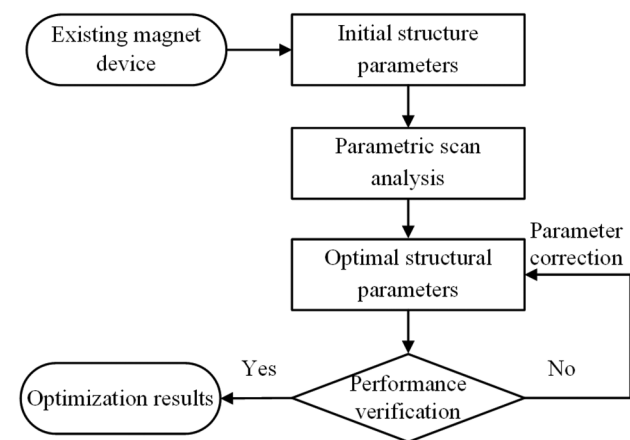 Existing magnet
device
Initial structure
parameters
Parametric scan
analysis
Parameter
correction
Optimal structural
parameters
Yes
No
Performance
verification
Optimization results